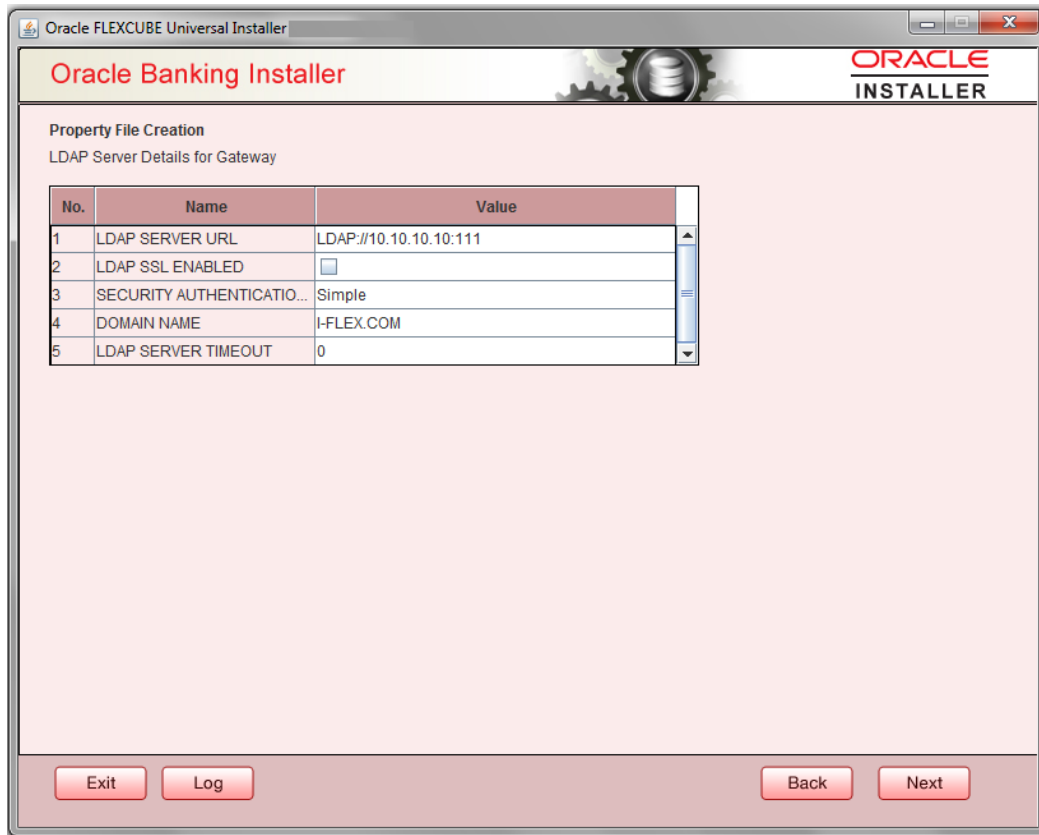 Oracle FLEXCUBE Universal Installer
Oracle Banking Installer
ORACLE
INSTALLER
Property File Creation
LDAP Server Details for Gateway
No. Name Value
1 LDAP SERVER URL LDAP://10.10.10.10:111
2 LDAP SSL ENABLED
3 SECURITY AUTHENTICATIO... Simple
4 DOMAIN NAME I-FLEX.COM
5 LDAP SERVER TIMEOUT 0
Exit Log Back Next